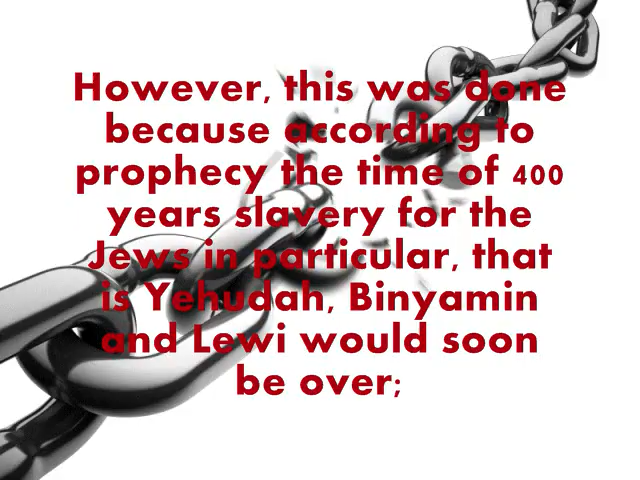 However, this was done
because according to
prophecy the time of 400
years slavery for the
Jews in particular, that
is Yehudah, Binyamin
and Lewi would soon
be over;